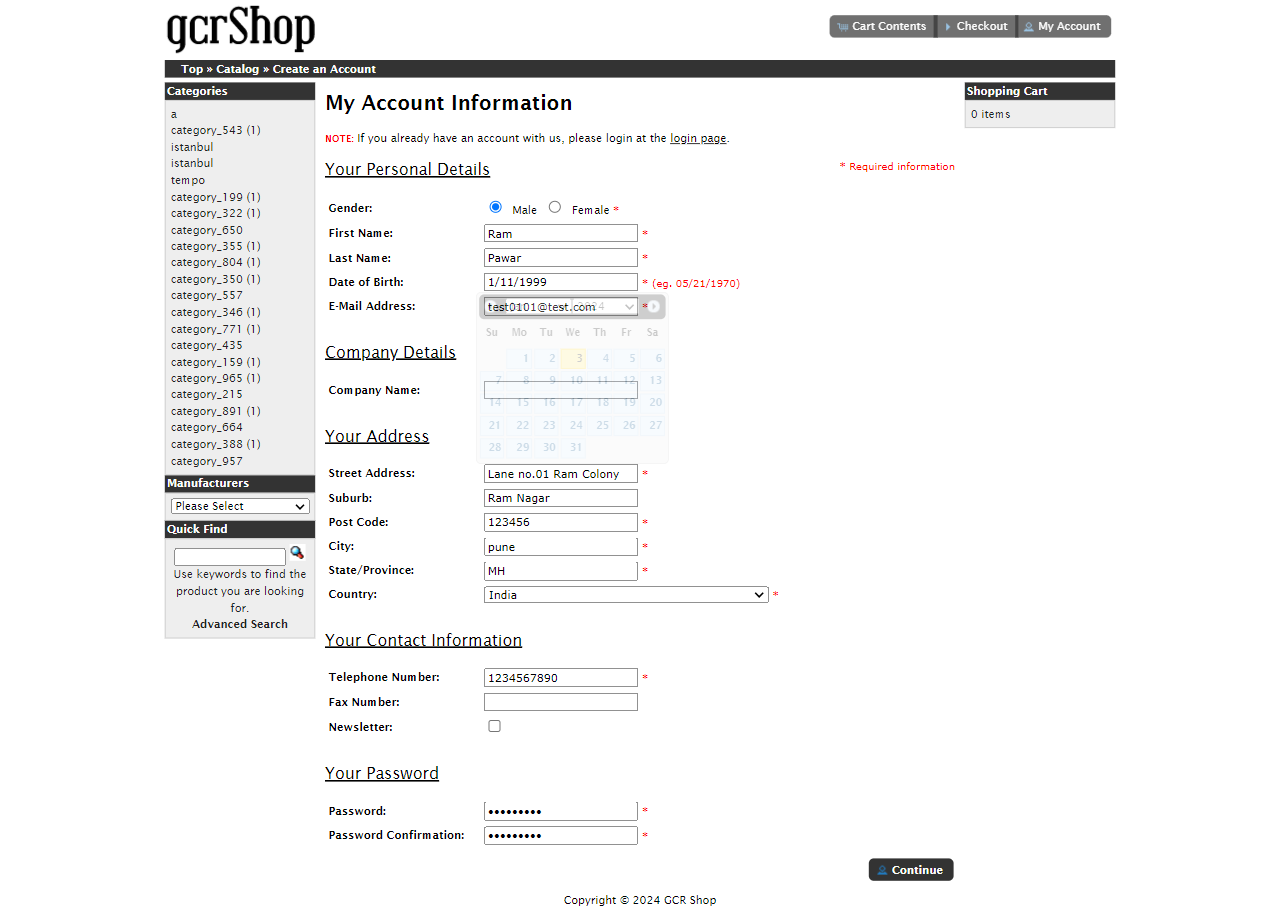 gcrShop
Cart Contents Checkout My Account
Top » Catalog » Create an Account
Categories
a
category_543 (1)
istanbul
istanbul
tempo
category_199 (1)
category_322 (1)
category_650
category_355 (1)
category_804 (1)
category_350 (1)
category_557
category_346 (1)
category_771 (1)
category_435
category_159 (1)
category_965 (1)
category_215
category_891 (1)
category_664
category_388 (1)
category_957
Manufacturers
Please Select
Quick Find
Use keywords to find the
product you are looking
for.
Advanced Search
My Account Information
NOTE: If you already have an account with us, please login at the login page.
Your Personal Details
* Required information
Gender: Male Female *
First Name: Ram *
Last Name: Pawar *
Date of Birth: 1/11/1999 * (eg. 05/21/1970)
E-Mail Address: test0101@test.com *
2024
Su Mo Tu We Th Fr Sa
1 2 3 4 5 6
7 8 9 10 11 12 13
14 15 16 17 18 19 20
21 22 23 24 25 26 27
28 29 30 31
Company Details
Company Name:
Your Address
Street Address: Lane no.01 Ram Colony *
Suburb: Ram Nagar
Post Code: 123456 *
City: pune *
State/Province: MH *
Country: India *
Your Contact Information
Telephone Number: 1234567890 *
Fax Number:
Newsletter:
Your Password
Password: ••••••••• *
Password Confirmation: ••••••••• *
Continue
Shopping Cart
0 items
Copyright © 2024 GCR Shop